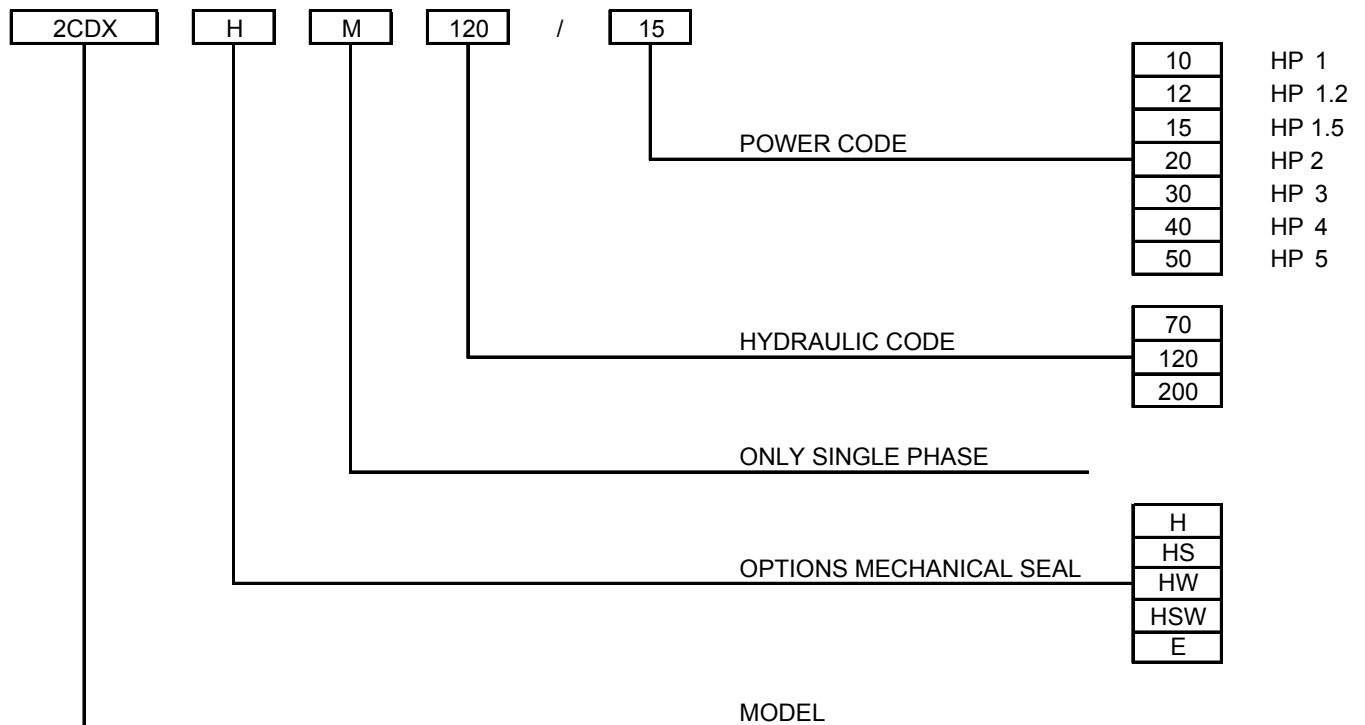 2CDX H M 120 / 15
10 HP 1
12 HP 1.2
15 HP 1.5
POWER CODE
20 HP 2
30 HP 3
40 HP 4
50 HP 5
70
HYDRAULIC CODE
120
200
ONLY SINGLE PHASE
H
HS
OPTIONS MECHANICAL SEAL
HW
HSW
E
MODEL